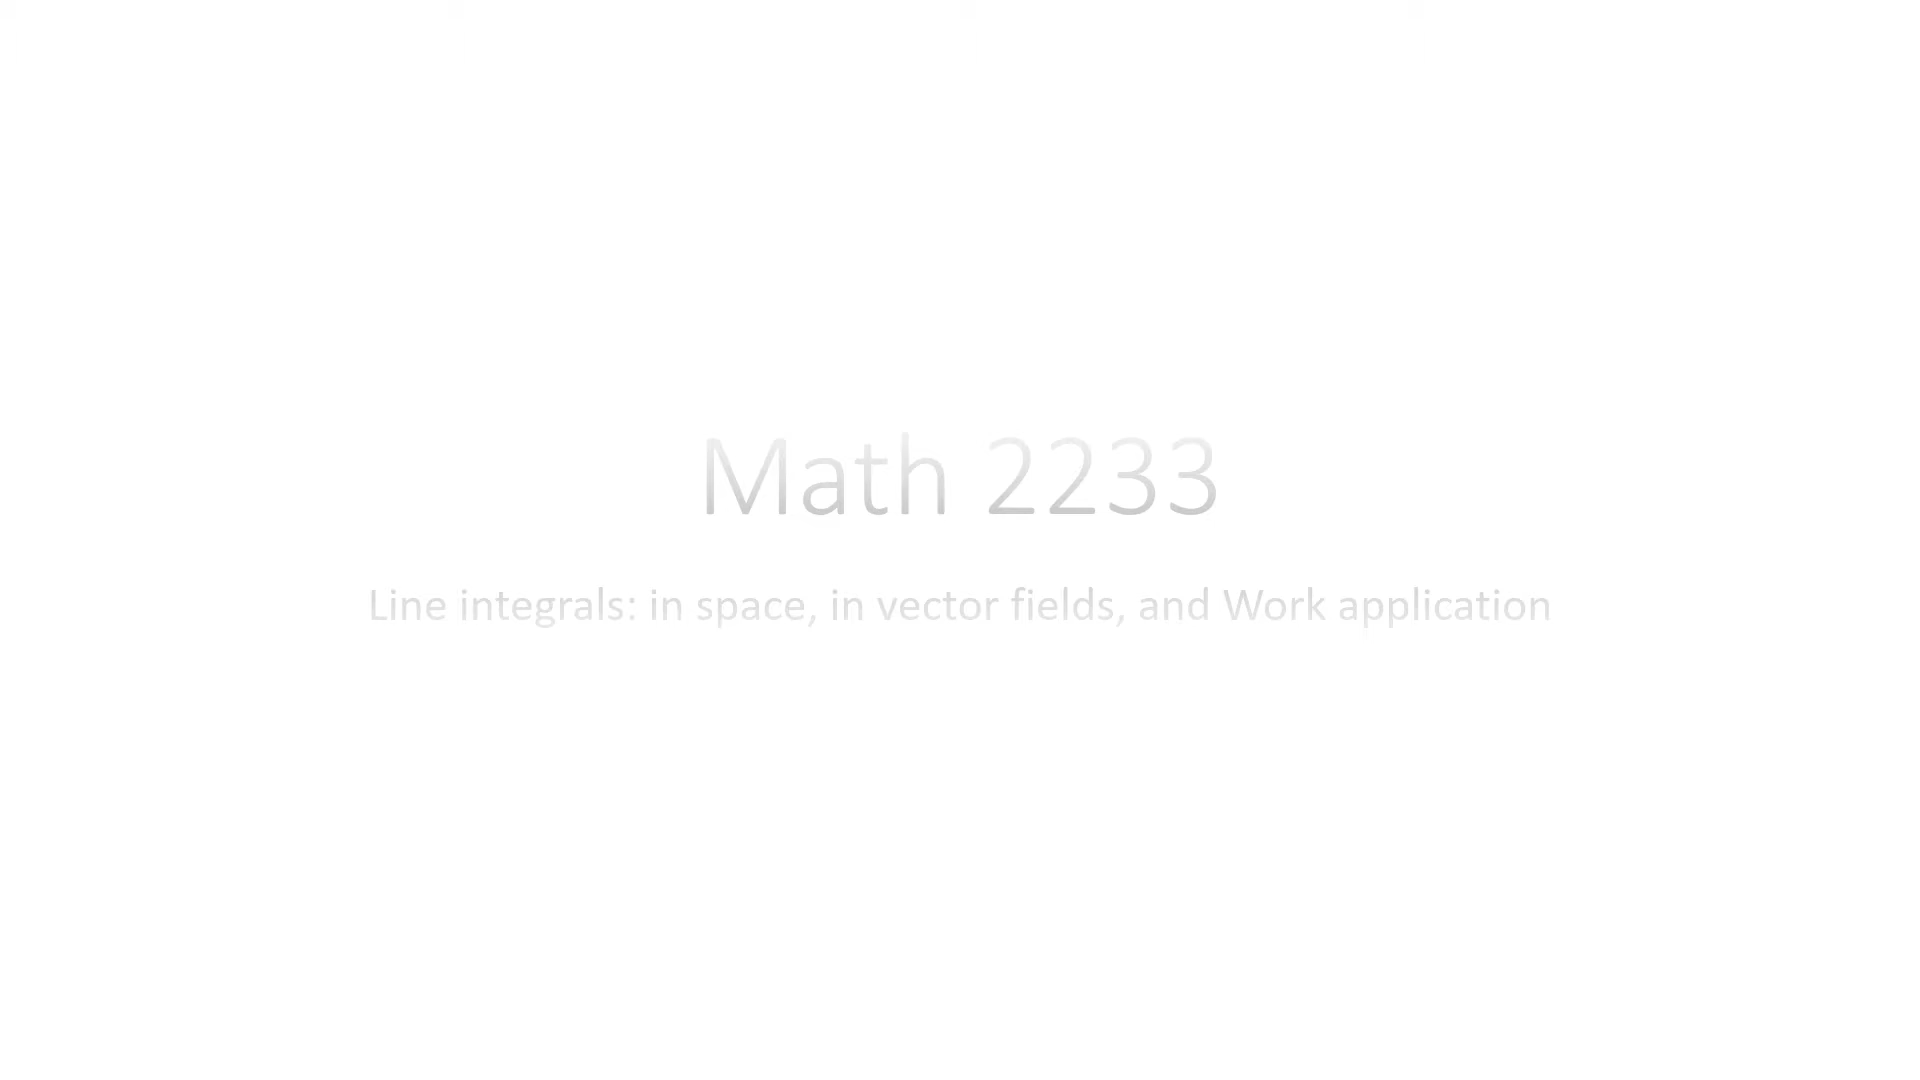 Math 2233
Line integrals: in space, in vector fields, and Work application